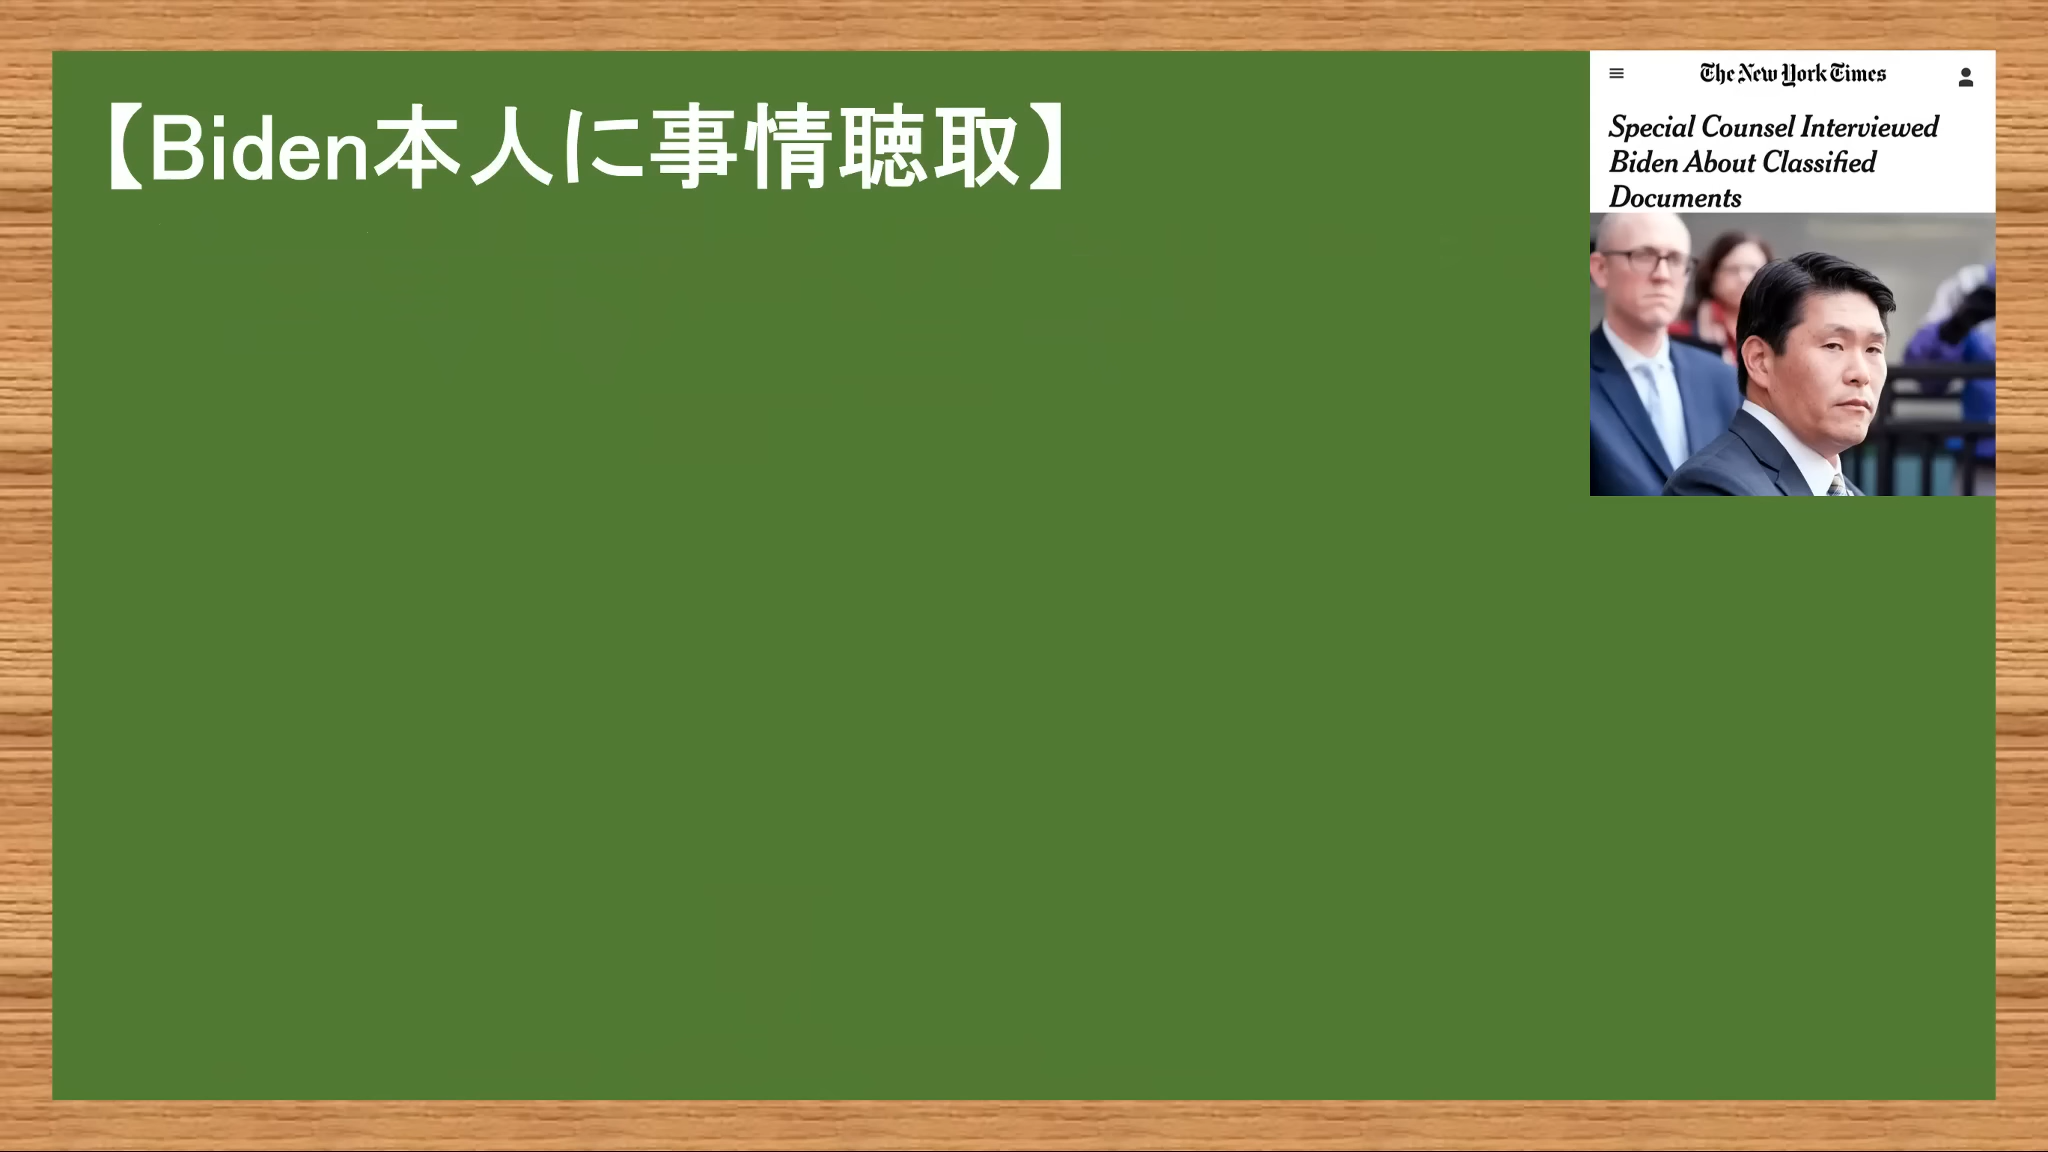 【Biden本人に事情聴取】
The New York Times
Special Counsel Interviewed
Biden About Classified
Documents